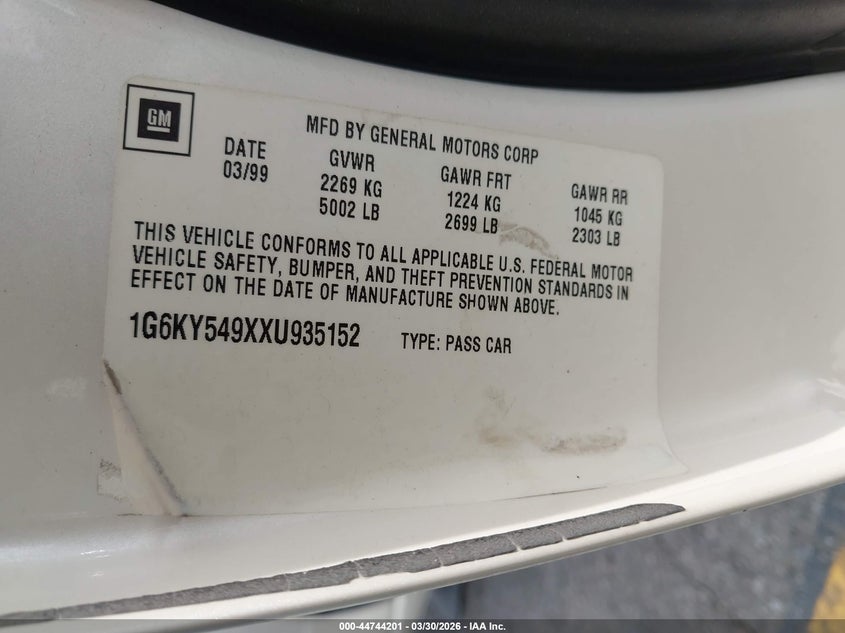 GM
MFD BY GENERAL MOTORS CORP
DATE GVWR GAWR FRT GAWR RR
03/99 2269 KG 1224 KG 1045 KG
5002 LB 2699 LB 2303 LB
THIS VEHICLE CONFORMS TO ALL APPLICABLE U.S. FEDERAL MOTOR
VEHICLE SAFETY, BUMPER, AND THEFT PREVENTION STANDARDS IN
EFFECT ON THE DATE OF MANUFACTURE SHOWN ABOVE.
1G6KY549XXU935152 TYPE: PASS CAR
000-44744201 | 03/30/2026 | IAA Inc.